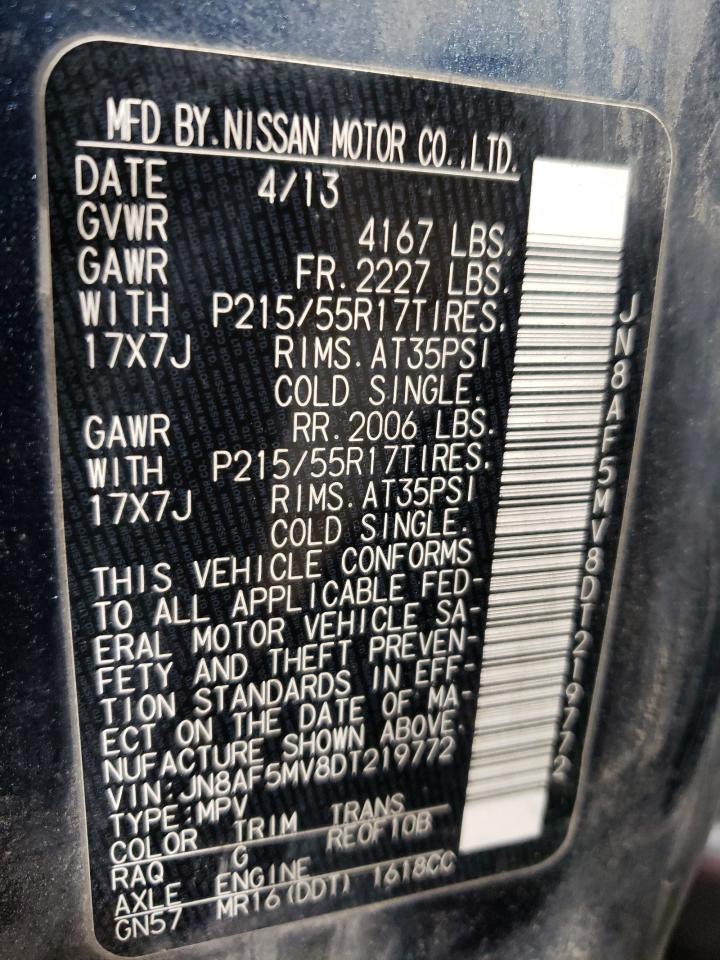 MFD BY.NISSAN MOTOR CO.,LTD.
DATE 4/13
GVWR 4167 LBS.
GAWR FR.2227 LBS.
WITH P215/55R17TIRES.
17X7J RIMS.AT35PSI
COLD SINGLE.
GAWR RR.2006 LBS.
WITH P215/55R17TIRES.
17X7J RIMS.AT35PSI
COLD SINGLE.
THIS VEHICLE CONFORMS
TO ALL APPLICABLE FED-
ERAL MOTOR VEHICLE SA-
FETY AND THEFT PREVEN-
TION STANDARDS IN EFF-
ECT ON THE DATE OF MA-
NUFACTURE SHOWN ABOVE.
VIN:JN8AF5MV8DT219772
TYPE:MPV
COLOR TRIM TRANS
RAQ G RE0F10B
AXLE ENGINE
GN57 MR16(DDT) 1618CC
JN8AF5MV8DT219772